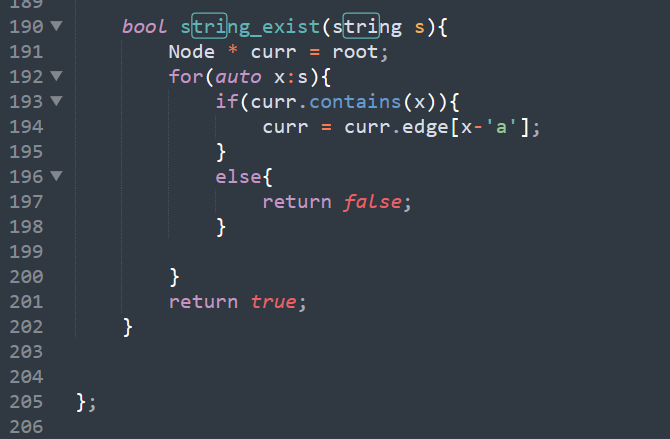 189
190 ▼ bool string_exist(string s){
191 Node * curr = root;
192 ▼ for(auto x:s){
193 ▼ if(curr.contains(x)){
194 curr = curr.edge[x-'a'];
195 }
196 ▼ else{
197 return false;
198 }
199
200 }
201 return true;
202 }
203
204
205 };
206